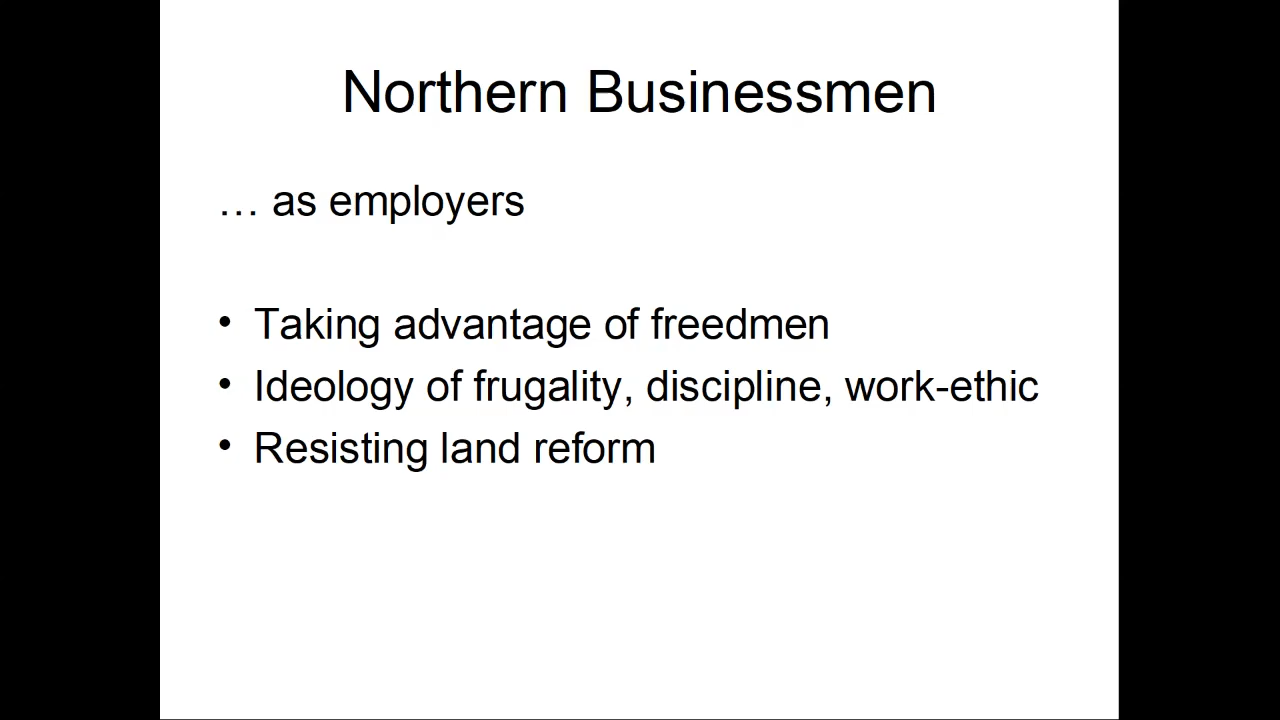 Northern Businessmen
… as employers
• Taking advantage of freedmen
• Ideology of frugality, discipline, work-ethic
• Resisting land reform